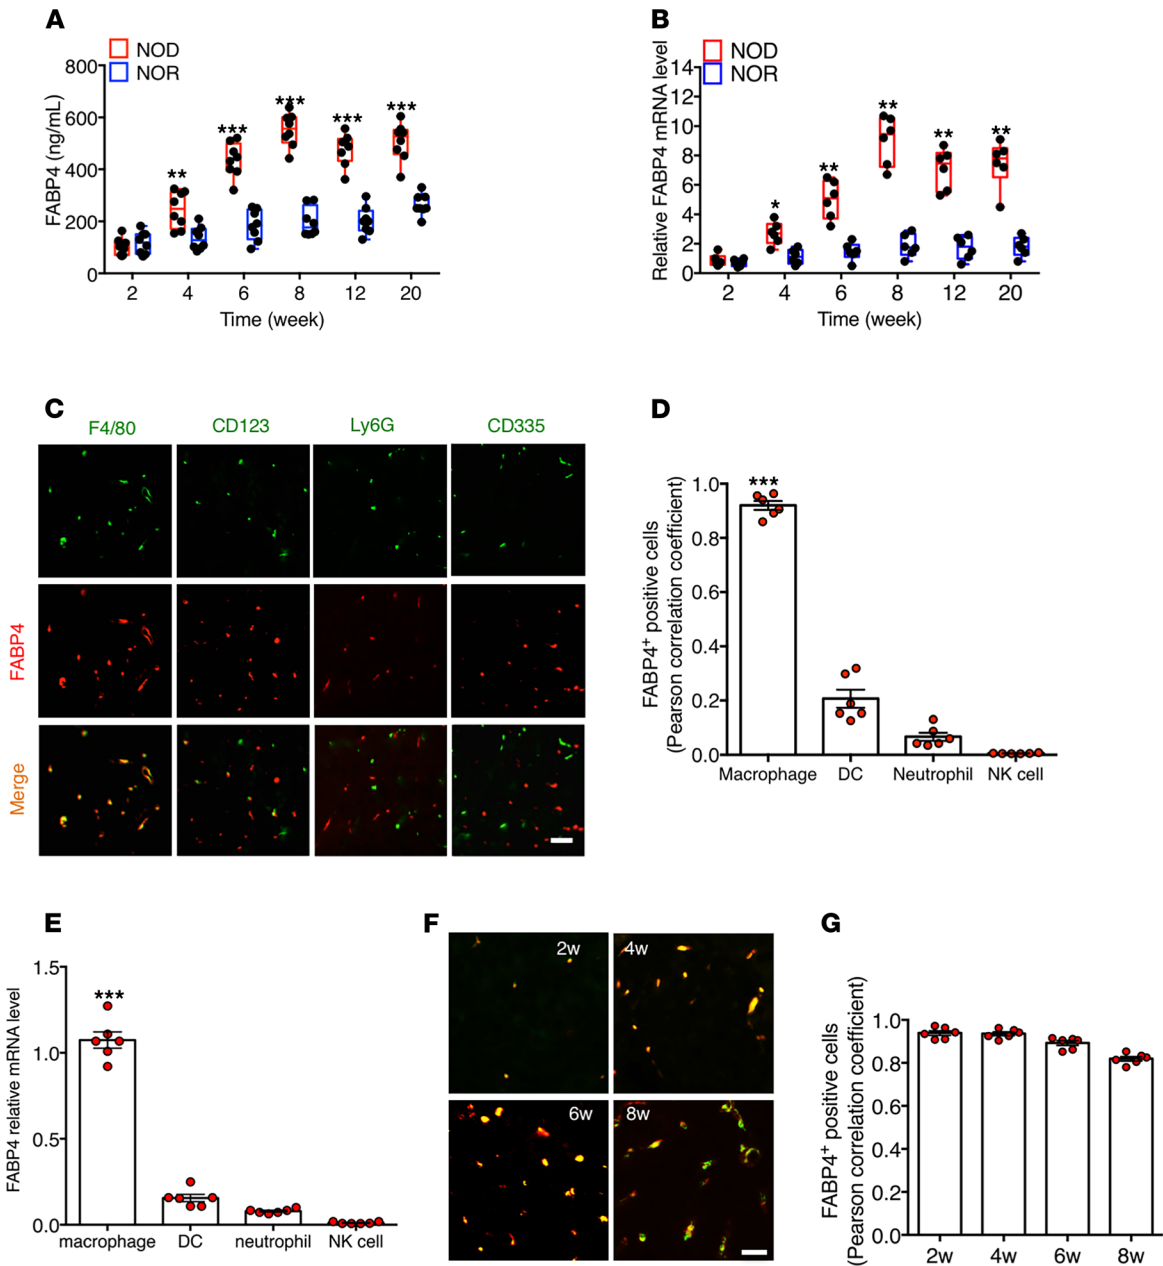 A
NOD
NOR
800
600
400
200
0
FABP4 (ng/mL)
** *** *** *** ***
2 4 6 8 12 20
Time (week)
B
NOD
NOR
14
12
10
8
6
4
2
0
Relative FABP4 mRNA level
* ** ** ** **
2 4 6 8 12 20
Time (week)
C
F4/80 CD123 Ly6G CD335
FABP4
Merge
D
1.0
0.8
0.6
0.4
0.2
0.0
FABP4+ positive cells
(Pearson correlation coefficient)
***
Macrophage DC Neutrophil NK cell
E
1.5
1.0
0.5
0.0
FABP4 relative mRNA level
***
macrophage DC neutrophil NK cell
F
2w 4w
6w 8w
G
1.0
0.8
0.6
0.4
0.2
0.0
FABP4+ positive cells
(Pearson correlation coefficient)
2w 4w 6w 8w